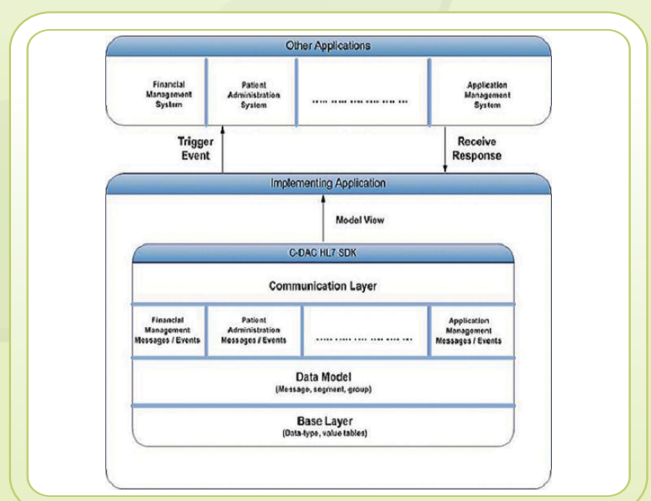 Other Applications
Financial
Management
System
Patient
Administration
System
Application
Management
System
Trigger
Event
Receive
Response
Implementing Application
Model View
C-DAC HL7 SDK
Communication Layer
Financial
Management
Messages / Events
Patient
Administration
Messages / Events
Application
Management
Messages / Events
Data Model
(Message, segment, group)
Base Layer
(Data-type, value tables)